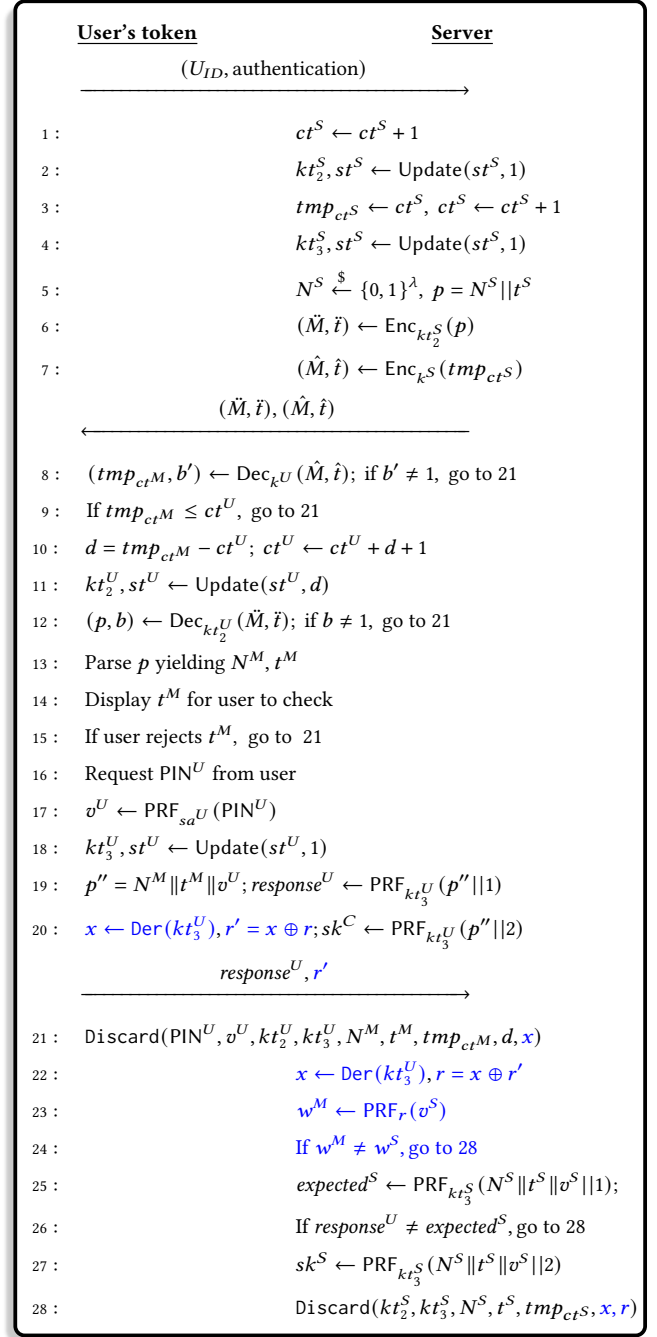 User's token Server
(U_ID, authentication)
1 : ct^S ← ct^S + 1
2 : kt_2^S, st^S ← Update(st^S, 1)
3 : tmp_{ct^S} ← ct^S, ct^S ← ct^S + 1
4 : kt_3^S, st^S ← Update(st^S, 1)
5 : N^S ←$ {0, 1}^λ, p = N^S||t^S
6 : (M̈, ẗ) ← Enc_{kt_2^S}(p)
7 : (M̂, t̂) ← Enc_{k^S}(tmp_{ct^S})
(M̈, ẗ), (M̂, t̂)
8 : (tmp_{ct^M}, b′) ← Dec_{k^U}(M̂, t̂); if b′ ≠ 1, go to 21
9 : If tmp_{ct^M} ≤ ct^U, go to 21
10 : d = tmp_{ct^M} − ct^U; ct^U ← ct^U + d + 1
11 : kt_2^U, st^U ← Update(st^U, d)
12 : (p, b) ← Dec_{kt_2^U}(M̈, ẗ); if b ≠ 1, go to 21
13 : Parse p yielding N^M, t^M
14 : Display t^M for user to check
15 : If user rejects t^M, go to 21
16 : Request PIN^U from user
17 : v^U ← PRF_{sa^U}(PIN^U)
18 : kt_3^U, st^U ← Update(st^U, 1)
19 : p′′ = N^M∥t^M∥v^U; response^U ← PRF_{kt_3^U}(p′′||1)
20 : x ← Der(kt_3^U), r′ = x ⊕ r; sk^C ← PRF_{kt_3^U}(p′′||2)
response^U, r′
21 : Discard(PIN^U, v^U, kt_2^U, kt_3^U, N^M, t^M, tmp_{ct^M}, d, x)
22 : x ← Der(kt_3^U), r = x ⊕ r′
23 : w^M ← PRF_r(v^S)
24 : If w^M ≠ w^S, go to 28
25 : expected^S ← PRF_{kt_3^S}(N^S∥t^S∥v^S||1);
26 : If response^U ≠ expected^S, go to 28
27 : sk^S ← PRF_{kt_3^S}(N^S∥t^S∥v^S||2)
28 : Discard(kt_2^S, kt_3^S, N^S, t^S, tmp_{ct^S}, x, r)